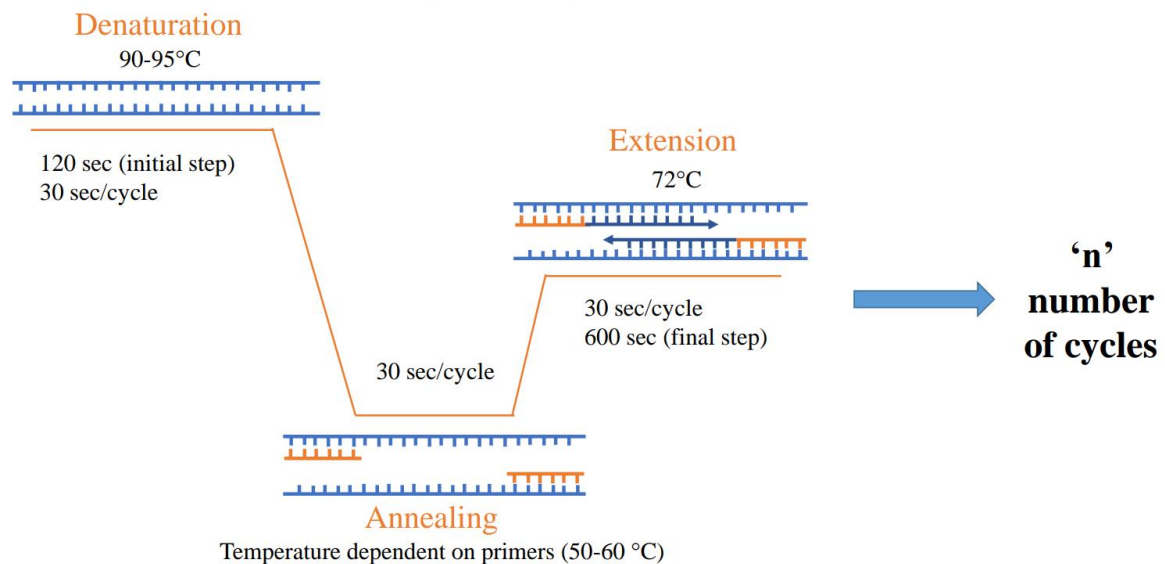 Denaturation
90-95°C
120 sec (initial step)
30 sec/cycle
Extension
72°C
30 sec/cycle
600 sec (final step)
30 sec/cycle
Annealing
Temperature dependent on primers (50-60 °C)
‘n’
number
of cycles